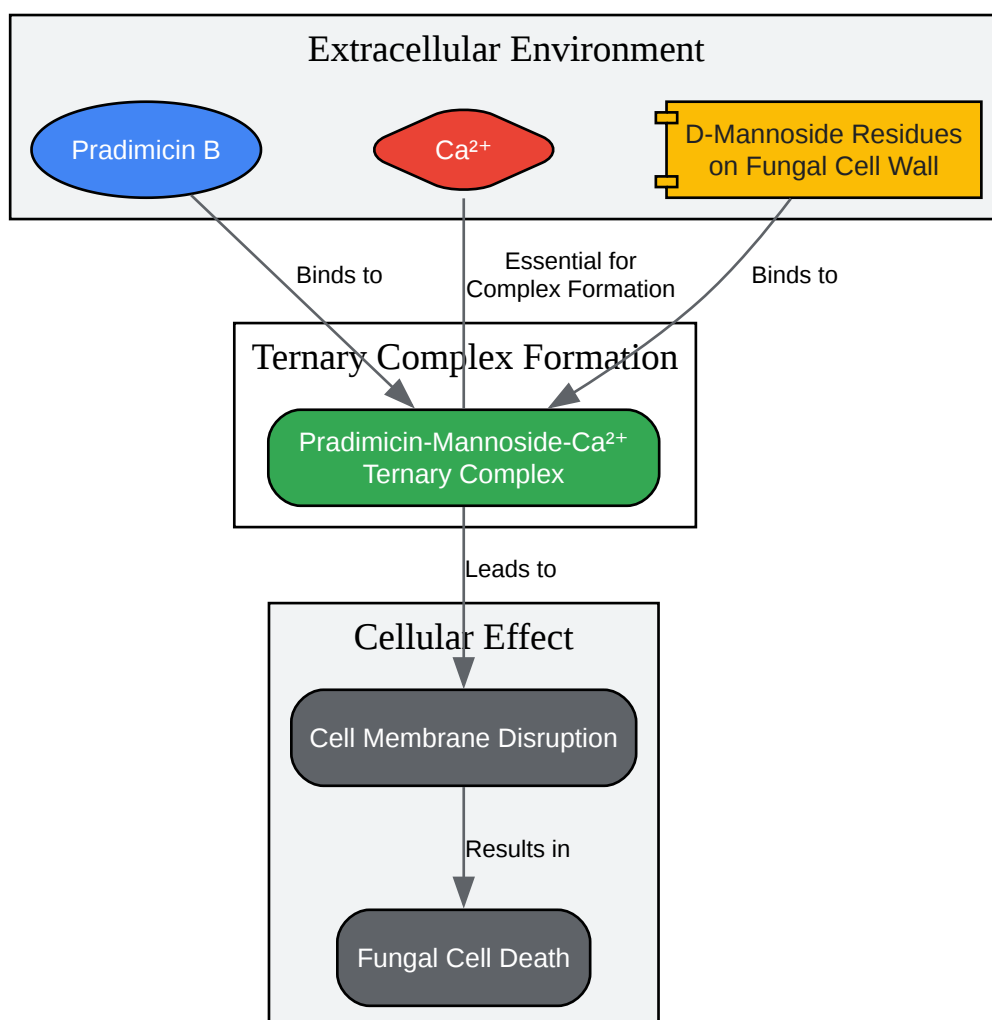 Extracellular Environment
Pradimicin B
Ca²⁺
D-Mannoside Residues
on Fungal Cell Wall
Binds to
Essential for
Complex Formation
Binds to
Ternary Complex Formation
Pradimicin-Mannoside-Ca²⁺
Ternary Complex
Leads to
Cellular Effect
Cell Membrane Disruption
Results in
Fungal Cell Death